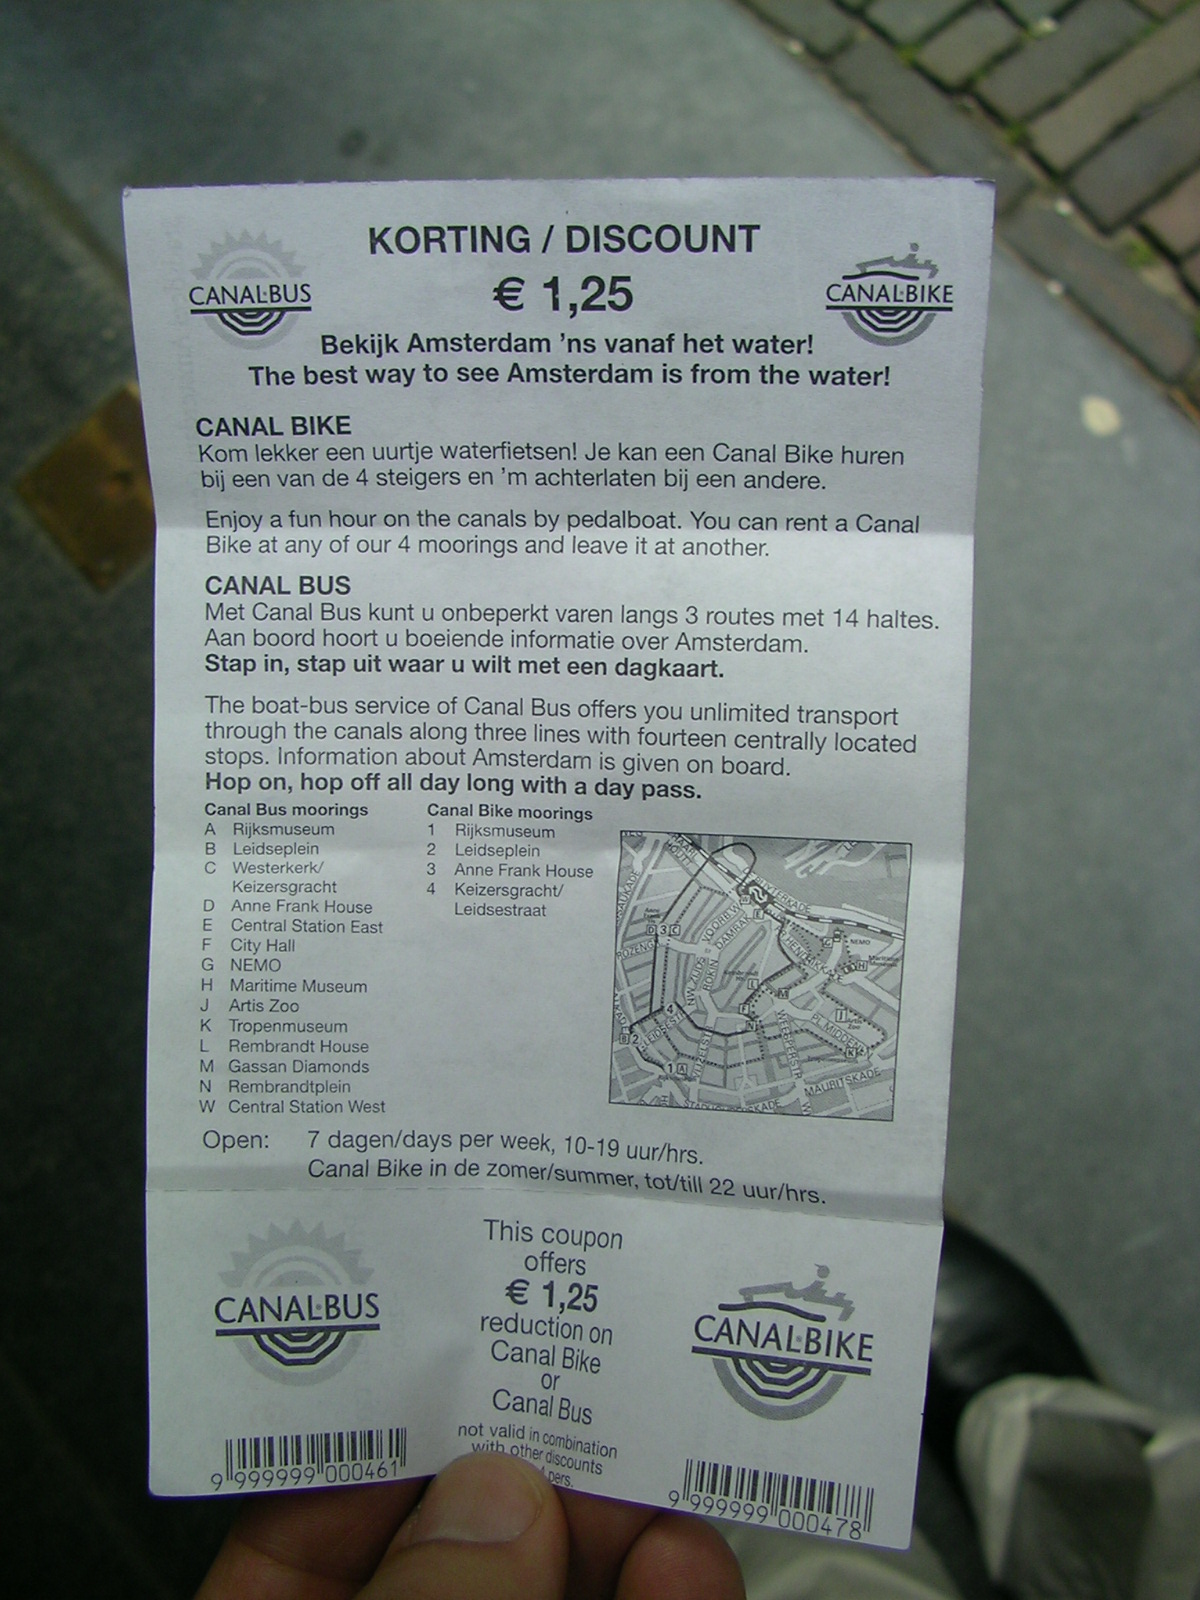 KORTING / DISCOUNT
€ 1,25
CANAL·BUS
CANAL·BIKE
Bekijk Amsterdam 'ns vanaf het water!
The best way to see Amsterdam is from the water!
CANAL BIKE
Kom lekker een uurtje waterfietsen! Je kan een Canal Bike huren
bij een van de 4 steigers en 'm achterlaten bij een andere.
Enjoy a fun hour on the canals by pedalboat. You can rent a Canal
Bike at any of our 4 moorings and leave it at another.
CANAL BUS
Met Canal Bus kunt u onbeperkt varen langs 3 routes met 14 haltes.
Aan boord hoort u boeiende informatie over Amsterdam.
Stap in, stap uit waar u wilt met een dagkaart.
The boat-bus service of Canal Bus offers you unlimited transport
through the canals along three lines with fourteen centrally located
stops. Information about Amsterdam is given on board.
Hop on, hop off all day long with a day pass.
Canal Bus moorings
A Rijksmuseum
B Leidseplein
C Westerkerk/
Keizersgracht
D Anne Frank House
E Central Station East
F City Hall
G NEMO
H Maritime Museum
J Artis Zoo
K Tropenmuseum
L Rembrandt House
M Gassan Diamonds
N Rembrandtplein
W Central Station West
Canal Bike moorings
1 Rijksmuseum
2 Leidseplein
3 Anne Frank House
4 Keizersgracht/
Leidsestraat
DAMRAK
ROKIN
NEMO
D 3 C
4
2
1 A
MAURITSKADE
Open: 7 dagen/days per week, 10-19 uur/hrs.
Canal Bike in de zomer/summer, tot/till 22 uur/hrs.
CANAL·BUS
This coupon
offers
€ 1,25
reduction on
Canal Bike
or
Canal Bus
not valid in combination
with other discounts
pers.
CANAL·BIKE
9 999999 000461
9 999999 000478